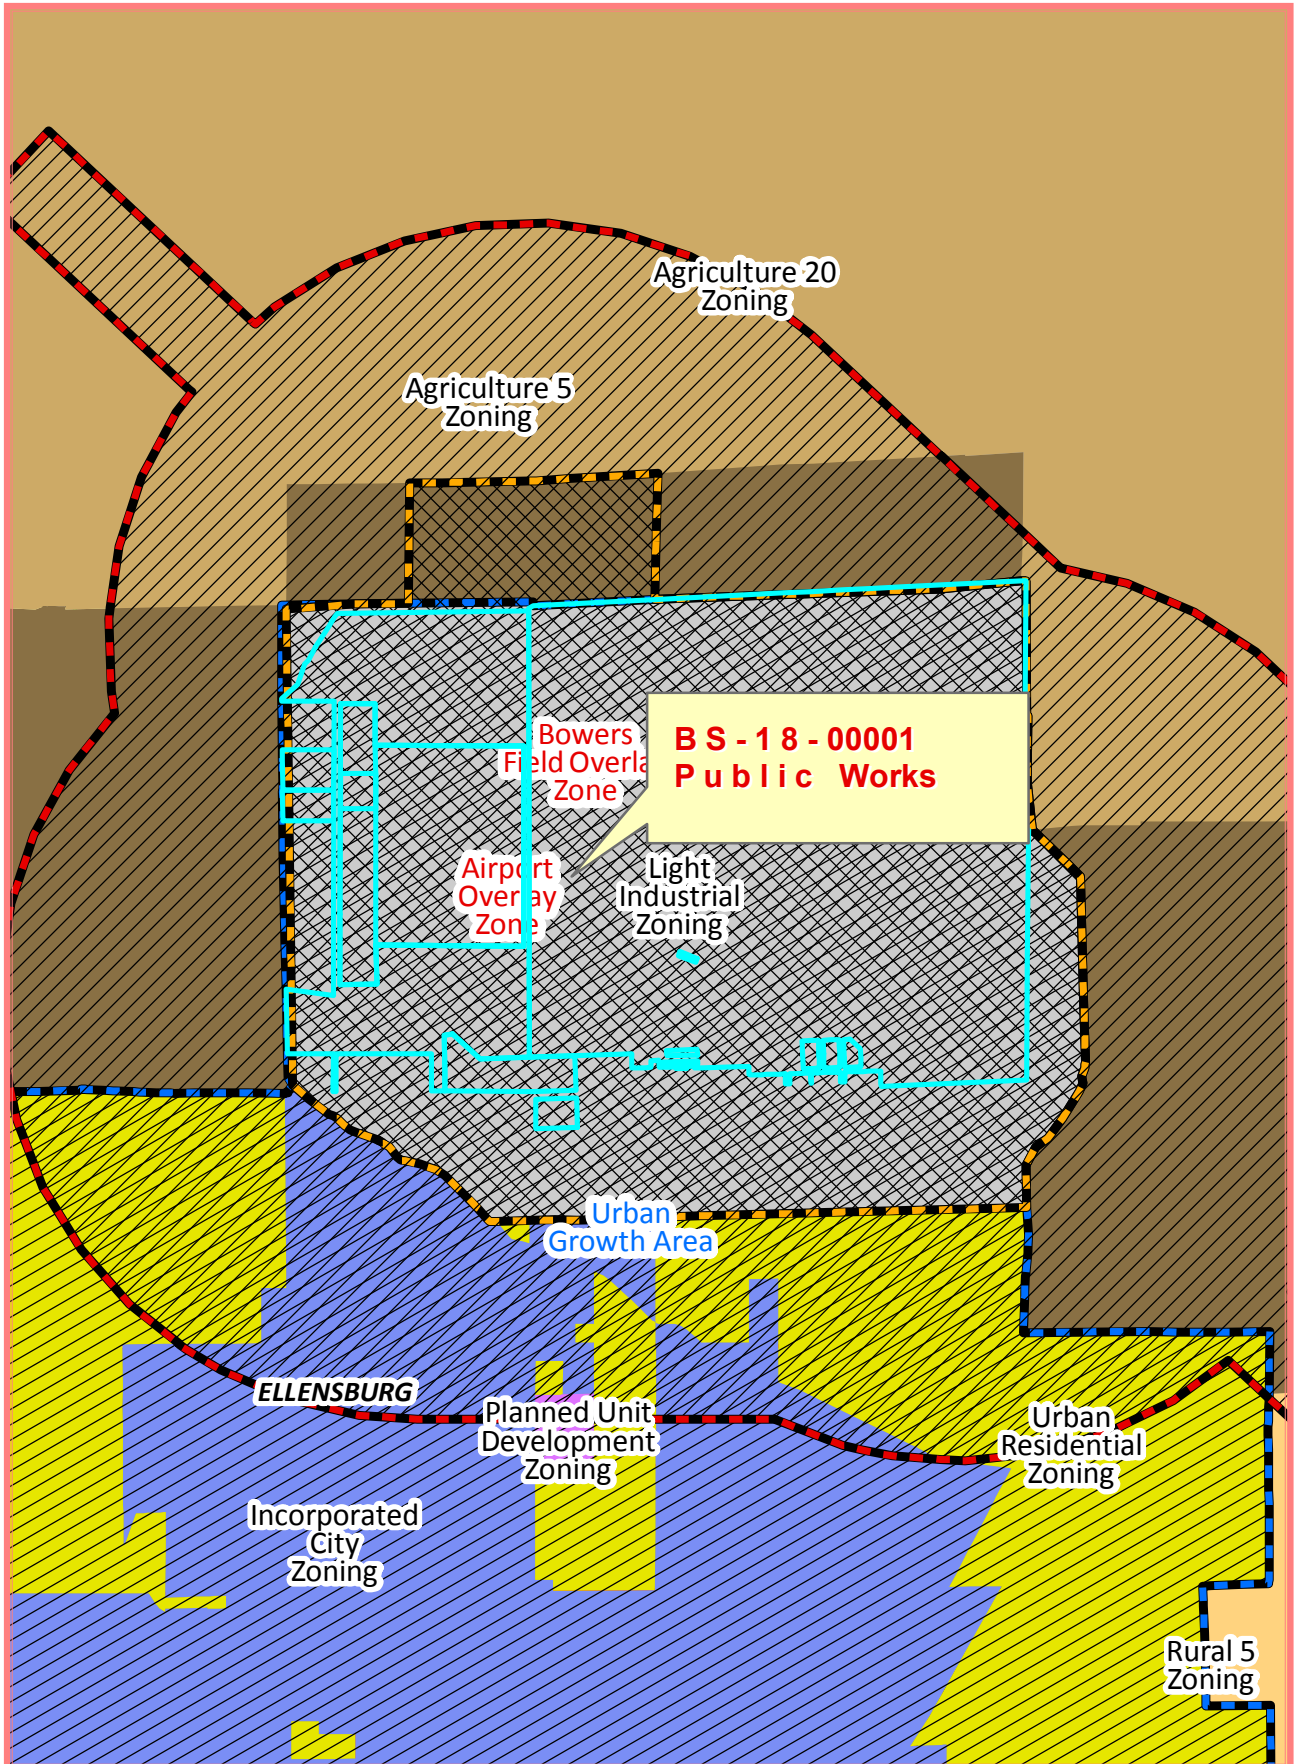 Agriculture 20
Zoning
Agriculture 5
Zoning
Bowers
Field Overla
Zone
B S - 1 8 - 00001
P u b l i c Works
Airport
Overlay
Zone
Light
Industrial
Zoning
Urban
Growth Area
ELLENSBURG
Planned Unit
Development
Zoning
Urban
Residential
Zoning
Incorporated
City
Zoning
Rural 5
Zoning